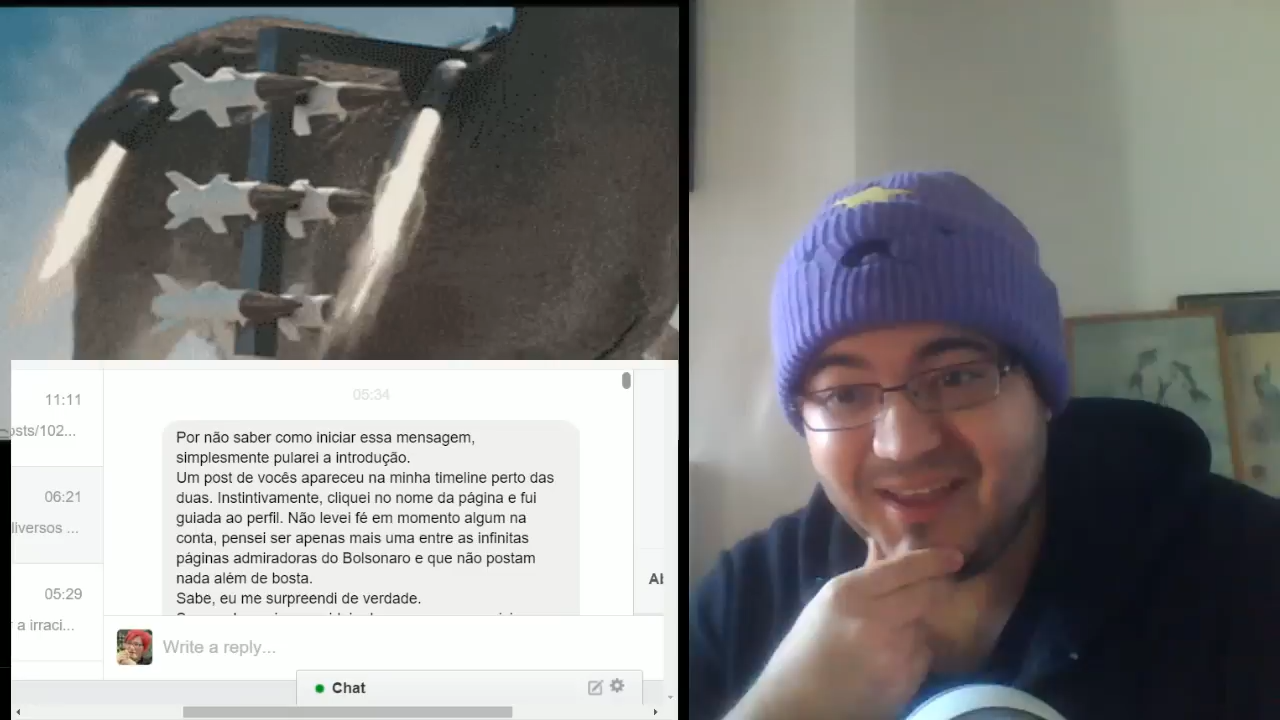 11:11
osts/102...
06:21
liversos ...
05:29
r a irraci...
05:34
Por não saber como iniciar essa mensagem,
simplesmente pularei a introdução.
Um post de vocês apareceu na minha timeline perto das
duas. Instintivamente, cliquei no nome da página e fui
guiada ao perfil. Não levei fé em momento algum na
conta, pensei ser apenas mais uma entre as infinitas
páginas admiradoras do Bolsonaro e que não postam
nada além de bosta.
Sabe, eu me surpreendi de verdade.
Ab
Write a reply...
Chat